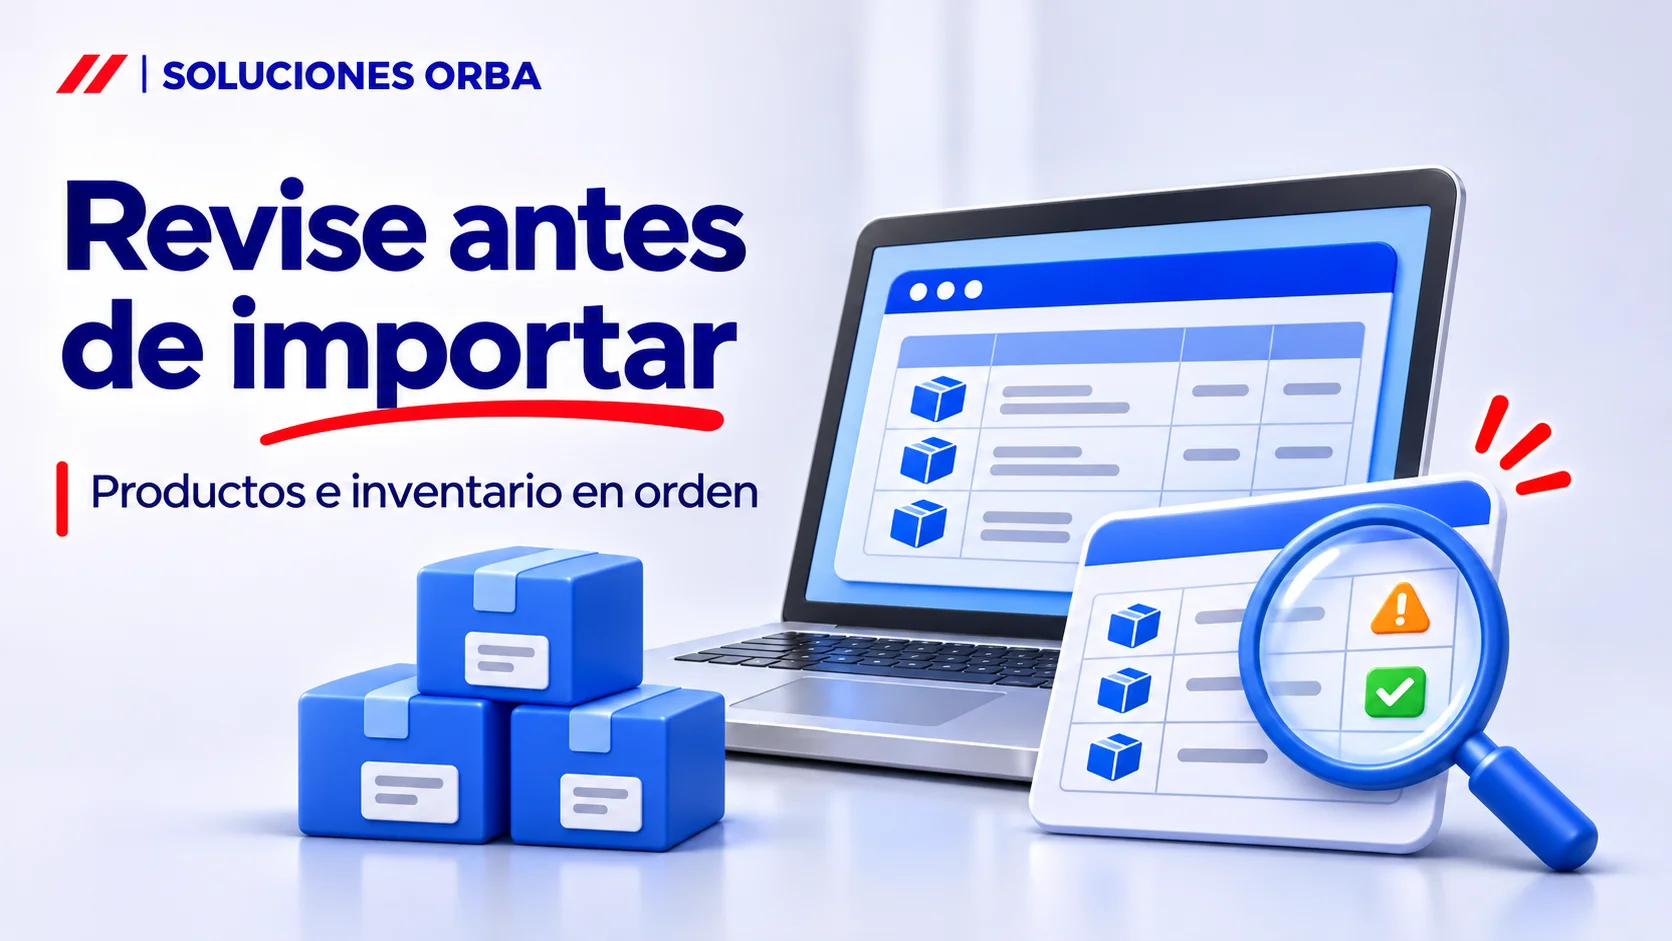 SOLUCIONES ORBA
Revise antes
de importar
Productos e inventario en orden